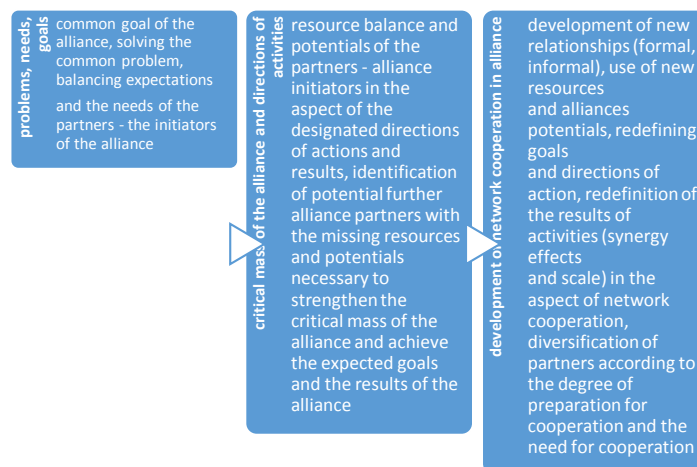 problems, needs,
goals
common goal of the
alliance, solving the
common problem,
balancing expectations
and the needs of the
partners - the initiators
of the alliance
critical mass of the alliance and directions of
activities
resource balance and
potentials of the
partners - alliance
initiators in the
aspect of the
designated directions
of actions and
results, identification
of potential further
alliance partners with
the missing resources
and potentials
necessary to
strengthen the
critical mass of the
alliance and achieve
the expected goals
and the results of the
alliance
development of network cooperation in alliance
development of new
relationships (formal,
informal), use of new
resources
and alliances
potentials, redefining
goals
and directions of
action, redefinition of
the results of
activities (synergy
effects
and scale) in the
aspect of network
cooperation,
diversification of
partners according to
the degree of
preparation for
cooperation and the
need for cooperation